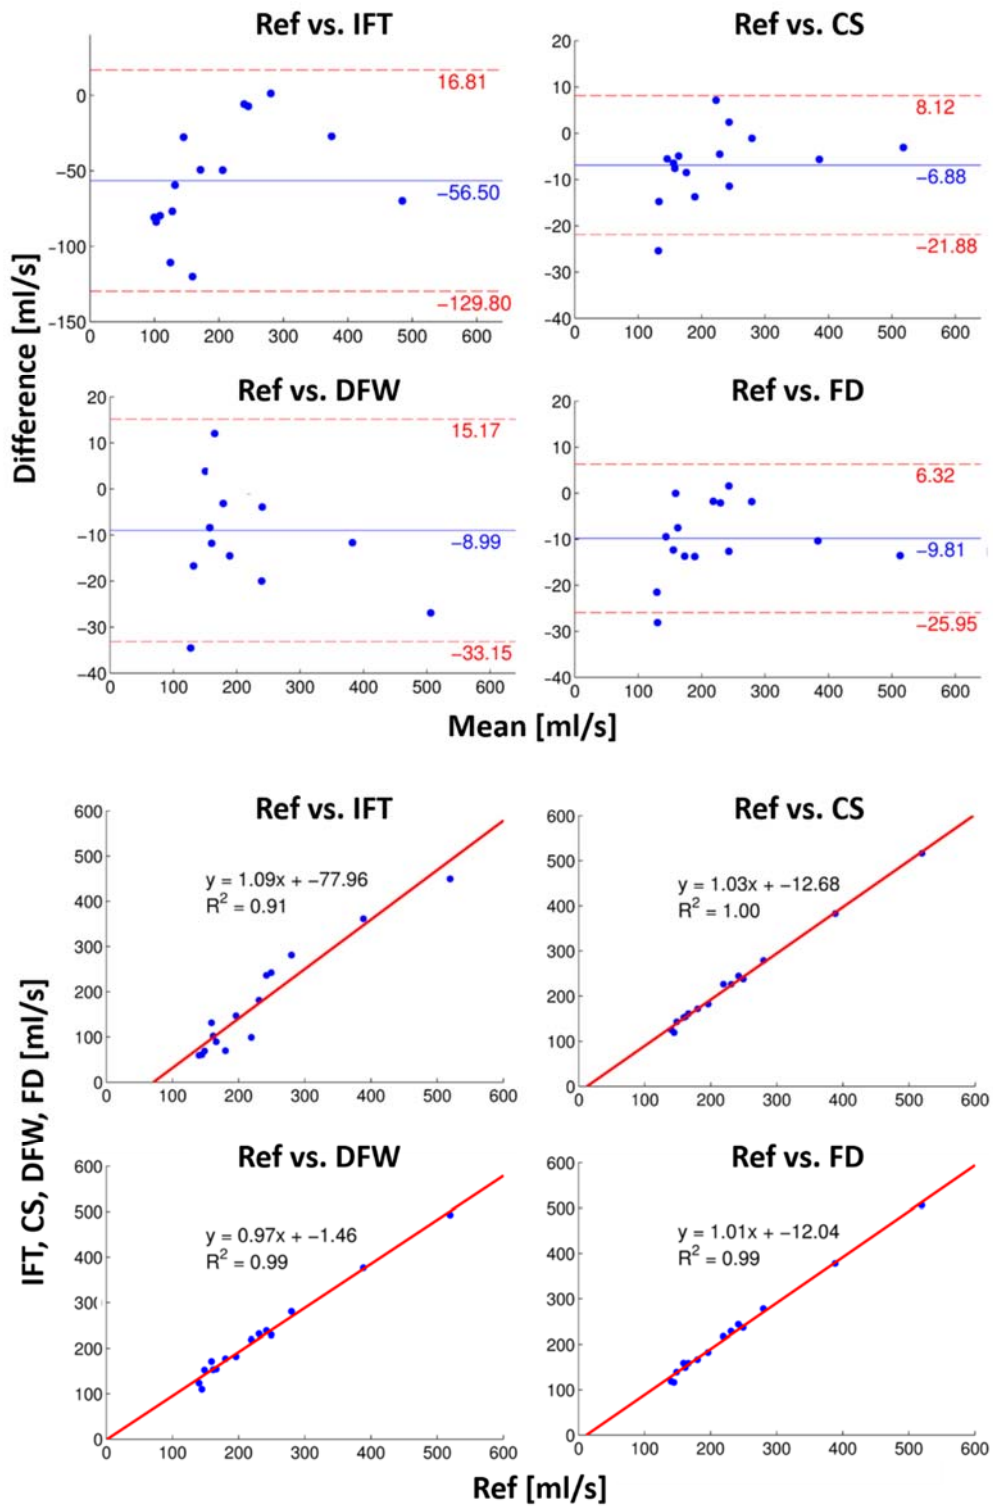 Ref vs. IFT
Ref vs. CS
16.81
−56.50
−129.80
0
−50
−100
−150
0 100 200 300 400 500 600
8.12
−6.88
−21.88
20
10
0
−10
−20
−30
−40
0 100 200 300 400 500 600
Difference [ml/s]
Ref vs. DFW
Ref vs. FD
15.17
−8.99
−33.15
20
10
0
−10
−20
−30
−40
0 100 200 300 400 500 600
6.32
−9.81
−25.95
20
10
0
−10
−20
−30
−40
0 100 200 300 400 500 600
Mean [ml/s]
Ref vs. IFT
Ref vs. CS
y = 1.09x + −77.96
R² = 0.91
600
500
400
300
200
100
0
0 100 200 300 400 500 600
y = 1.03x + −12.68
R² = 1.00
600
500
400
300
200
100
0
0 100 200 300 400 500 600
IFT, CS, DFW, FD [ml/s]
Ref vs. DFW
Ref vs. FD
y = 0.97x + −1.46
R² = 0.99
600
500
400
300
200
100
0
0 100 200 300 400 500 600
y = 1.01x + −12.04
R² = 0.99
600
500
400
300
200
100
0
0 100 200 300 400 500 600
Ref [ml/s]